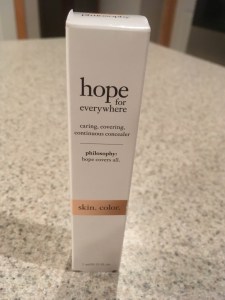 hope
for
everywhere
caring, covering,
continuous concealer
philosophy:
hope covers all.
skin. color.